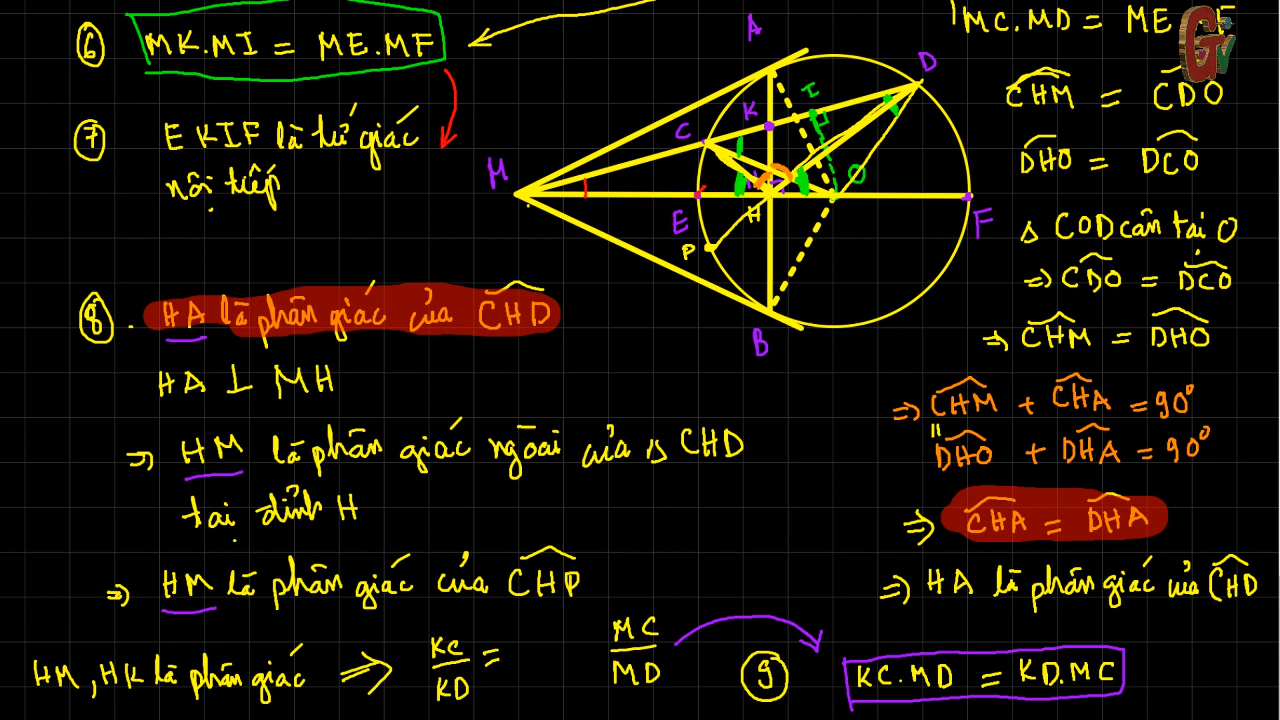 6 MK.MI = ME.MF
7 EKIF là tứ giác
nội tiếp
8. HA là phân giác của CHD
HA ⊥ MH
=> HM là phân giác ngoài của Δ CHD
tại đỉnh H
=> HM là phân giác của CHP
HM, HK là phân giác => KC/KD = MC/MD
9 KC.MD = KD.MC
A
D
I
K
C
M
O
H
E
F
P
B
MC.MD = ME
GV
CHM = CDO
DHO = DCO
Δ COD cân tại O
=> CDO = DCO
=> CHM = DHO
=> CHM + CHA = 90°
DHO + DHA = 90°
=> CHA = DHA
=> HA là phân giác của CHD